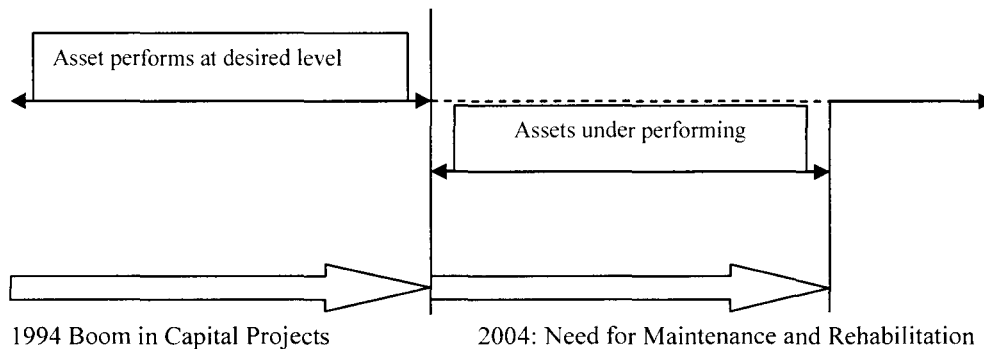 Asset performs at desired level
Assets under performing
1994 Boom in Capital Projects
2004: Need for Maintenance and Rehabilitation